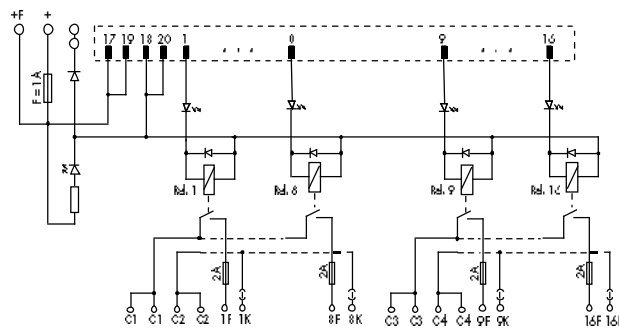 +F + 17 19 18 20 1 8 9 16
F = 1A
Rel. 1 Rel. 8 Rel. 9 Rel. 16
2A 2A 2A 2A
C1 C1 C2 C2 1F 1K 8F 8K C3 C3 C4 C4 9F 9K 16F 16K